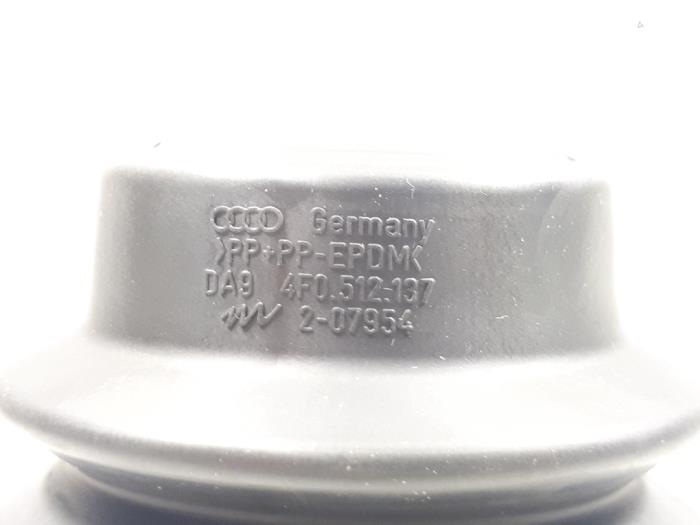 Germany
>PP+PP-EPDM<
DA9 4F0.512.137
2-07954